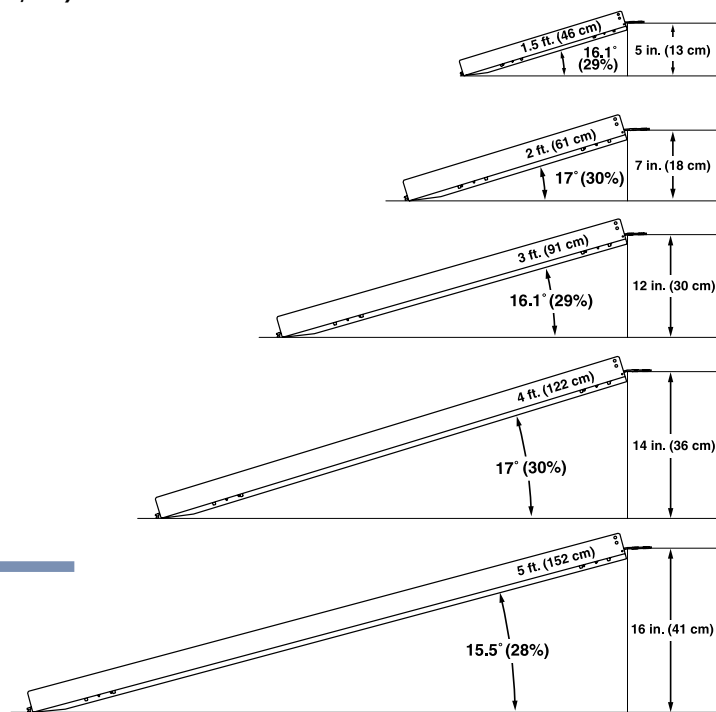 1.5 ft. (46 cm)
16.1°
(29%)
5 in. (13 cm)
2 ft. (61 cm)
17° (30%)
7 in. (18 cm)
3 ft. (91 cm)
16.1° (29%)
12 in. (30 cm)
4 ft. (122 cm)
17° (30%)
14 in. (36 cm)
5 ft. (152 cm)
15.5° (28%)
16 in. (41 cm)